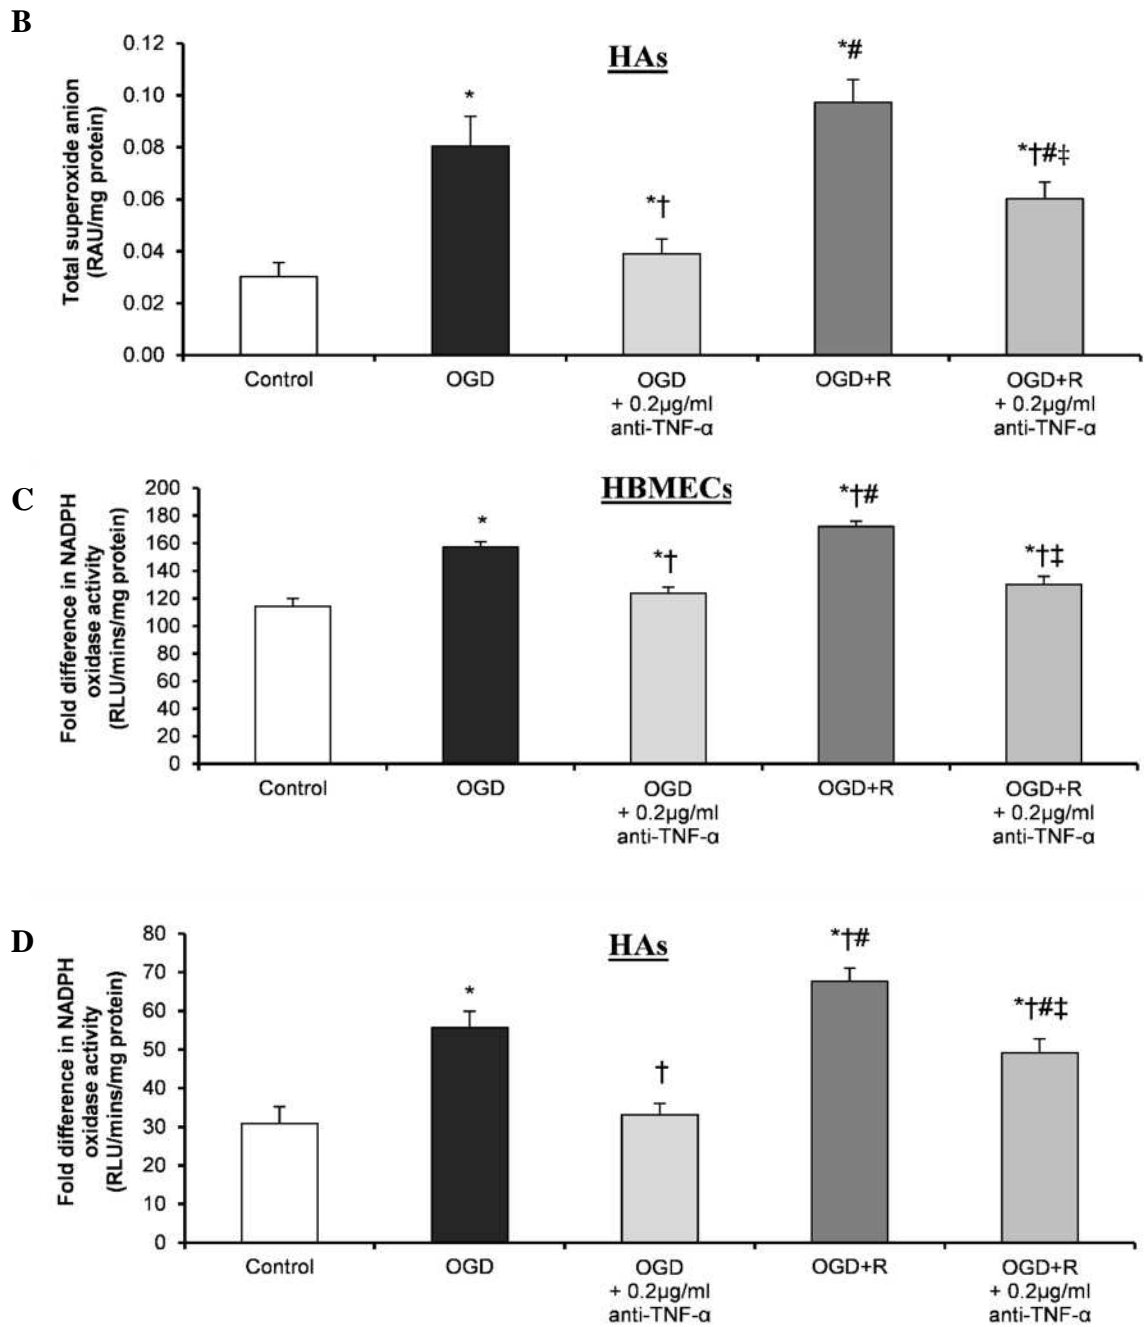 B
HAs
Total superoxide anion
(RAU/mg protein)
0.12
0.10
0.08
0.06
0.04
0.02
0.00
*
*†
*#
*†#‡
Control
OGD
OGD
+ 0.2µg/ml
anti-TNF-α
OGD+R
OGD+R
+ 0.2µg/ml
anti-TNF-α
C
HBMECs
Fold difference in NADPH
oxidase activity
(RLU/mins/mg protein)
200
180
160
140
120
100
80
60
40
20
0
*
*†
*†#
*†‡
Control
OGD
OGD
+ 0.2µg/ml
anti-TNF-α
OGD+R
OGD+R
+ 0.2µg/ml
anti-TNF-α
D
HAs
Fold difference in NADPH
oxidase activity
(RLU/mins/mg protein)
80
70
60
50
40
30
20
10
0
*
†
*†#
*†#‡
Control
OGD
OGD
+ 0.2µg/ml
anti-TNF-α
OGD+R
OGD+R
+ 0.2µg/ml
anti-TNF-α